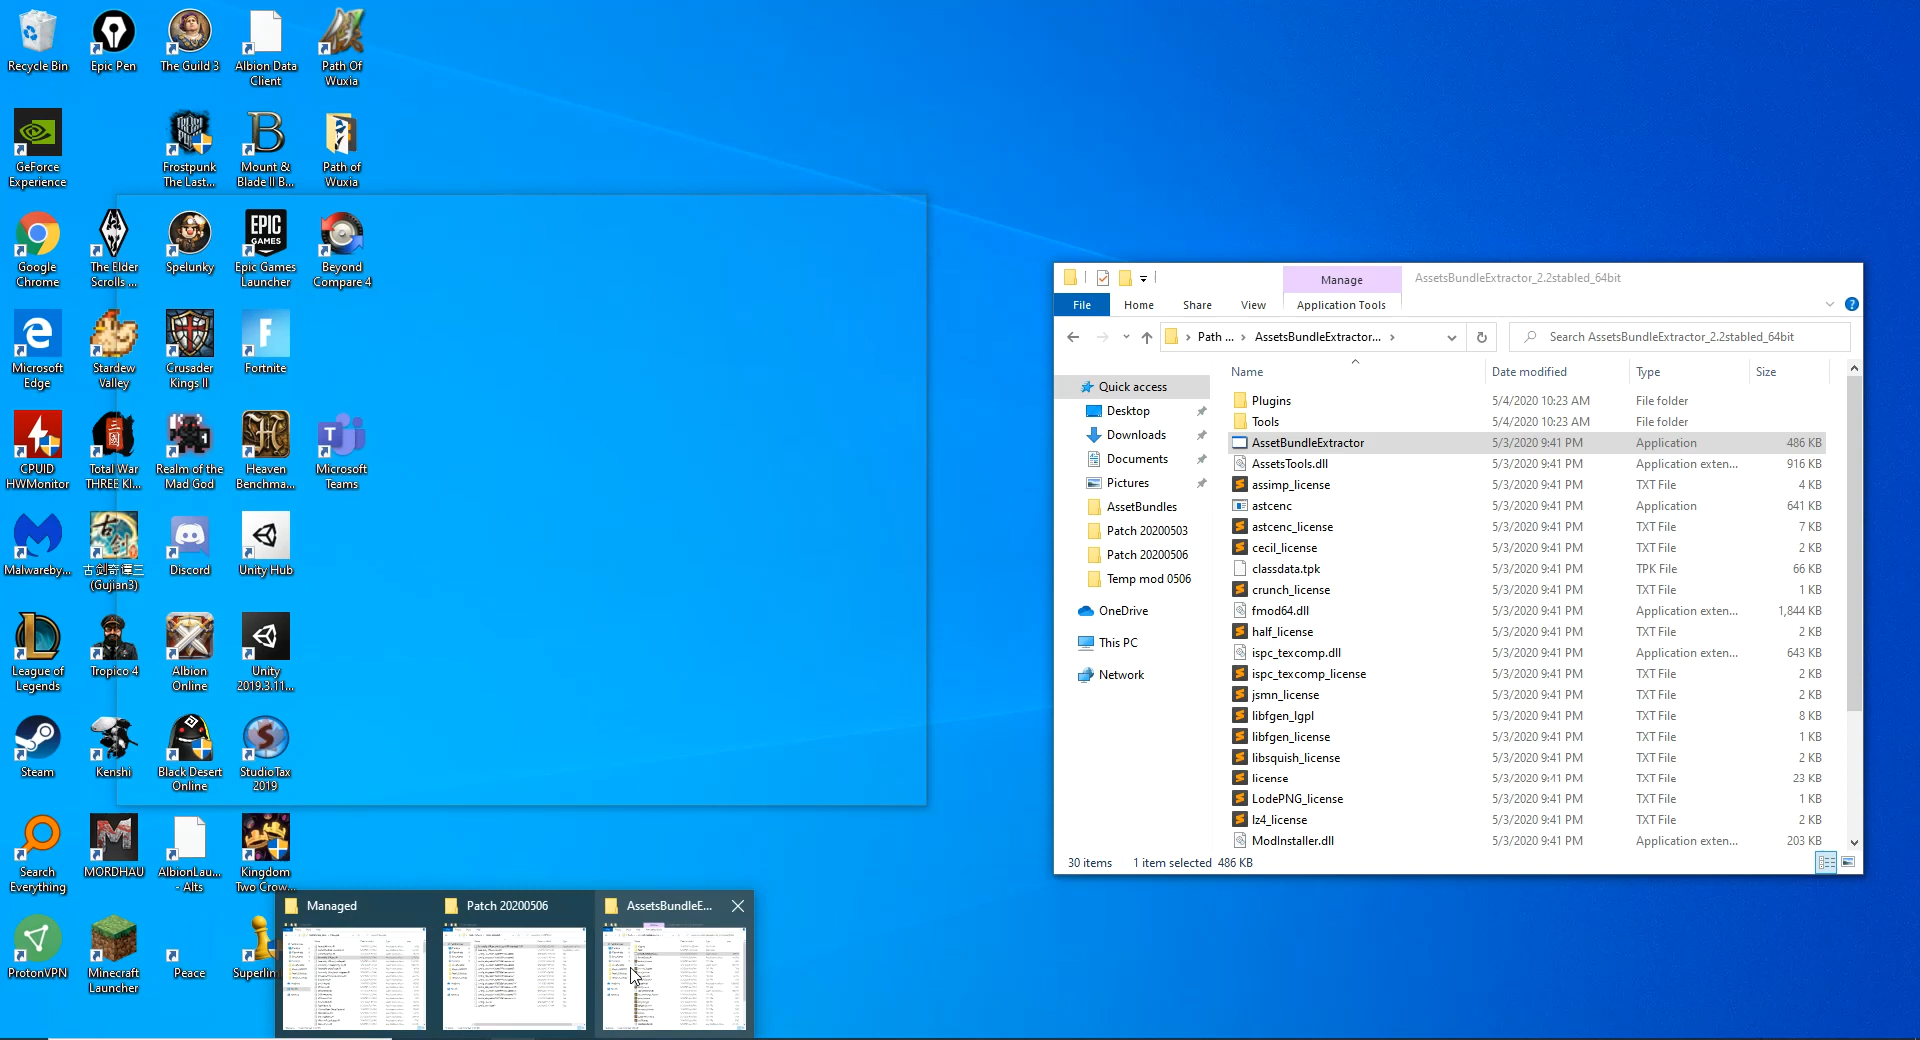 Recycle Bin
Epic Pen
The Guild 3
Albion Data
Client
Path Of
Wuxia
GeForce
Experience
Frostpunk
The Last...
Mount &
Blade II B...
Path of
Wuxia
Google
Chrome
The Elder
Scrolls ...
Spelunky
EPIC
GAMES
Epic Games
Launcher
Beyond
Compare 4
Microsoft
Edge
Stardew
Valley
Crusader
Kings II
Fortnite
CPUID
HWMonitor
Total War
THREE KI...
Realm of the
Mad God
Heaven
Benchma...
Microsoft
Teams
Malwareby...
古剑奇谭三
(Gujian3)
Discord
Unity Hub
League of
Legends
Tropico 4
Albion
Online
Unity
2019.3.11...
Steam
Kenshi
Black Desert
Online
StudioTax
2019
Search
Everything
MORDHAU
AlbionLau...
- Alts
Kingdom
Two Crow...
ProtonVPN
Minecraft
Launcher
Peace
Superlim
Managed
Patch 20200506
AssetsBundleE...
Manage
AssetsBundleExtractor_2.2stabled_64bit
File
Home
Share
View
Application Tools
Path ...
AssetsBundleExtractor...
Search AssetsBundleExtractor_2.2stabled_64bit
Quick access
Desktop
Downloads
Documents
Pictures
AssetBundles
Patch 20200503
Patch 20200506
Temp mod 0506
OneDrive
This PC
Network
Name Date modified Type Size
Plugins 5/4/2020 10:23 AM File folder
Tools 5/4/2020 10:23 AM File folder
AssetBundleExtractor 5/3/2020 9:41 PM Application 486 KB
AssetsTools.dll 5/3/2020 9:41 PM Application exten... 916 KB
assimp_license 5/3/2020 9:41 PM TXT File 4 KB
astcenc 5/3/2020 9:41 PM Application 641 KB
astcenc_license 5/3/2020 9:41 PM TXT File 7 KB
cecil_license 5/3/2020 9:41 PM TXT File 2 KB
classdata.tpk 5/3/2020 9:41 PM TPK File 66 KB
crunch_license 5/3/2020 9:41 PM TXT File 1 KB
fmod64.dll 5/3/2020 9:41 PM Application exten... 1,844 KB
half_license 5/3/2020 9:41 PM TXT File 2 KB
ispc_texcomp.dll 5/3/2020 9:41 PM Application exten... 643 KB
ispc_texcomp_license 5/3/2020 9:41 PM TXT File 2 KB
jsmn_license 5/3/2020 9:41 PM TXT File 2 KB
libfgen_lgpl 5/3/2020 9:41 PM TXT File 8 KB
libfgen_license 5/3/2020 9:41 PM TXT File 1 KB
libsquish_license 5/3/2020 9:41 PM TXT File 2 KB
license 5/3/2020 9:41 PM TXT File 23 KB
LodePNG_license 5/3/2020 9:41 PM TXT File 1 KB
lz4_license 5/3/2020 9:41 PM TXT File 2 KB
ModInstaller.dll 5/3/2020 9:41 PM Application exten... 203 KB
30 items 1 item selected 486 KB